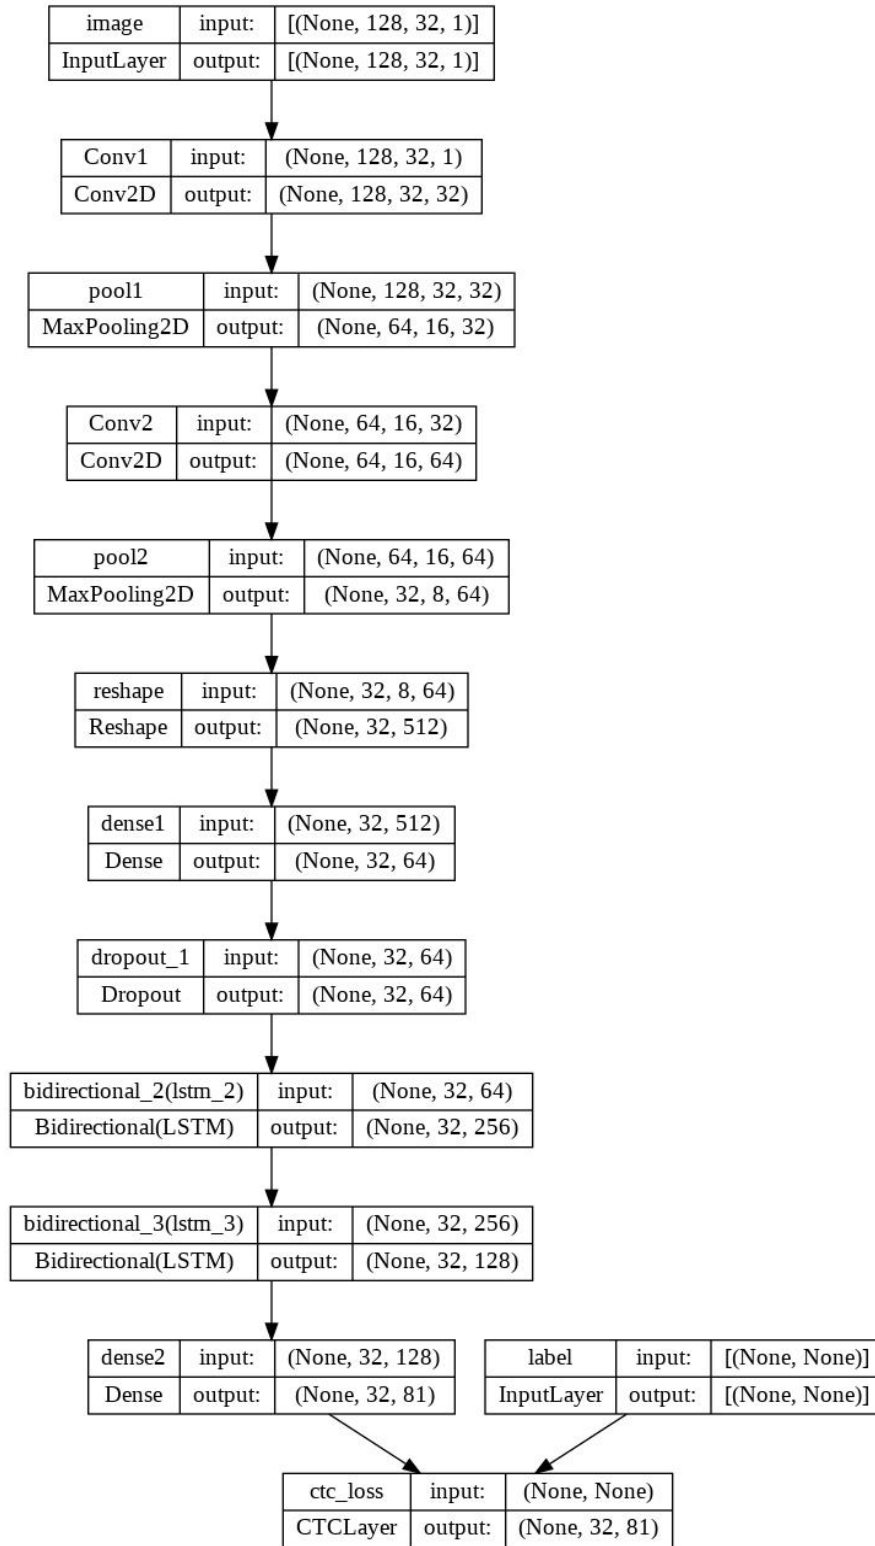 image input: [(None, 128, 32, 1)]
InputLayer output: [(None, 128, 32, 1)]
Conv1 input: (None, 128, 32, 1)
Conv2D output: (None, 128, 32, 32)
pool1 input: (None, 128, 32, 32)
MaxPooling2D output: (None, 64, 16, 32)
Conv2 input: (None, 64, 16, 32)
Conv2D output: (None, 64, 16, 64)
pool2 input: (None, 64, 16, 64)
MaxPooling2D output: (None, 32, 8, 64)
reshape input: (None, 32, 8, 64)
Reshape output: (None, 32, 512)
dense1 input: (None, 32, 512)
Dense output: (None, 32, 64)
dropout_1 input: (None, 32, 64)
Dropout output: (None, 32, 64)
bidirectional_2(lstm_2) input: (None, 32, 64)
Bidirectional(LSTM) output: (None, 32, 256)
bidirectional_3(lstm_3) input: (None, 32, 256)
Bidirectional(LSTM) output: (None, 32, 128)
dense2 input: (None, 32, 128) label input: [(None, None)]
Dense output: (None, 32, 81) InputLayer output: [(None, None)]
ctc_loss input: (None, None)
CTCLayer output: (None, 32, 81)